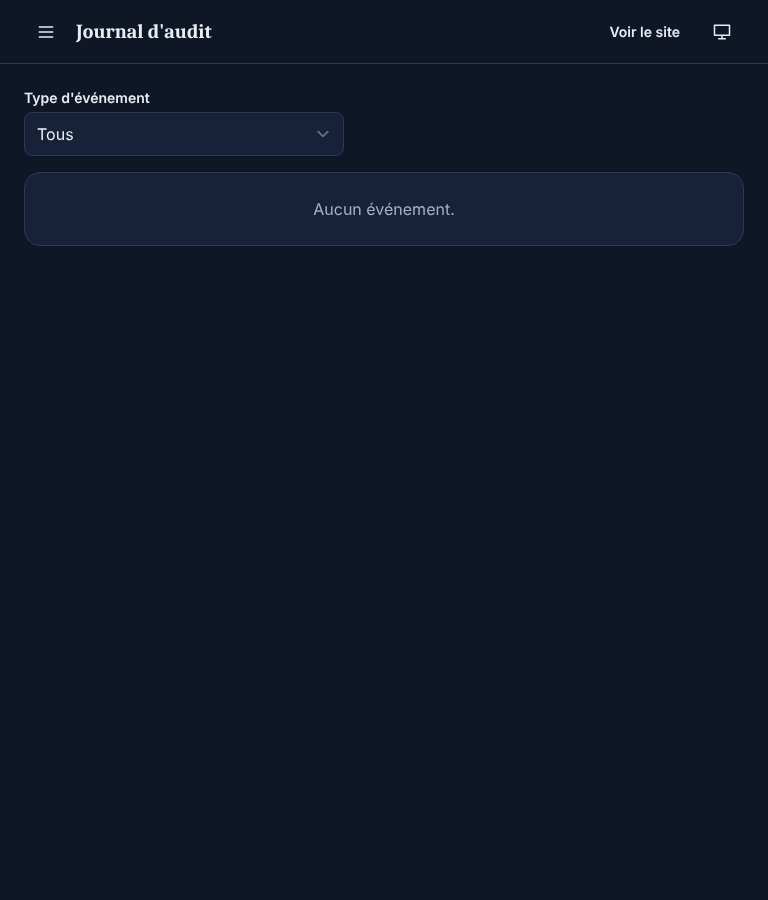 Journal d'audit
Voir le site
Type d'événement
Tous
Aucun événement.